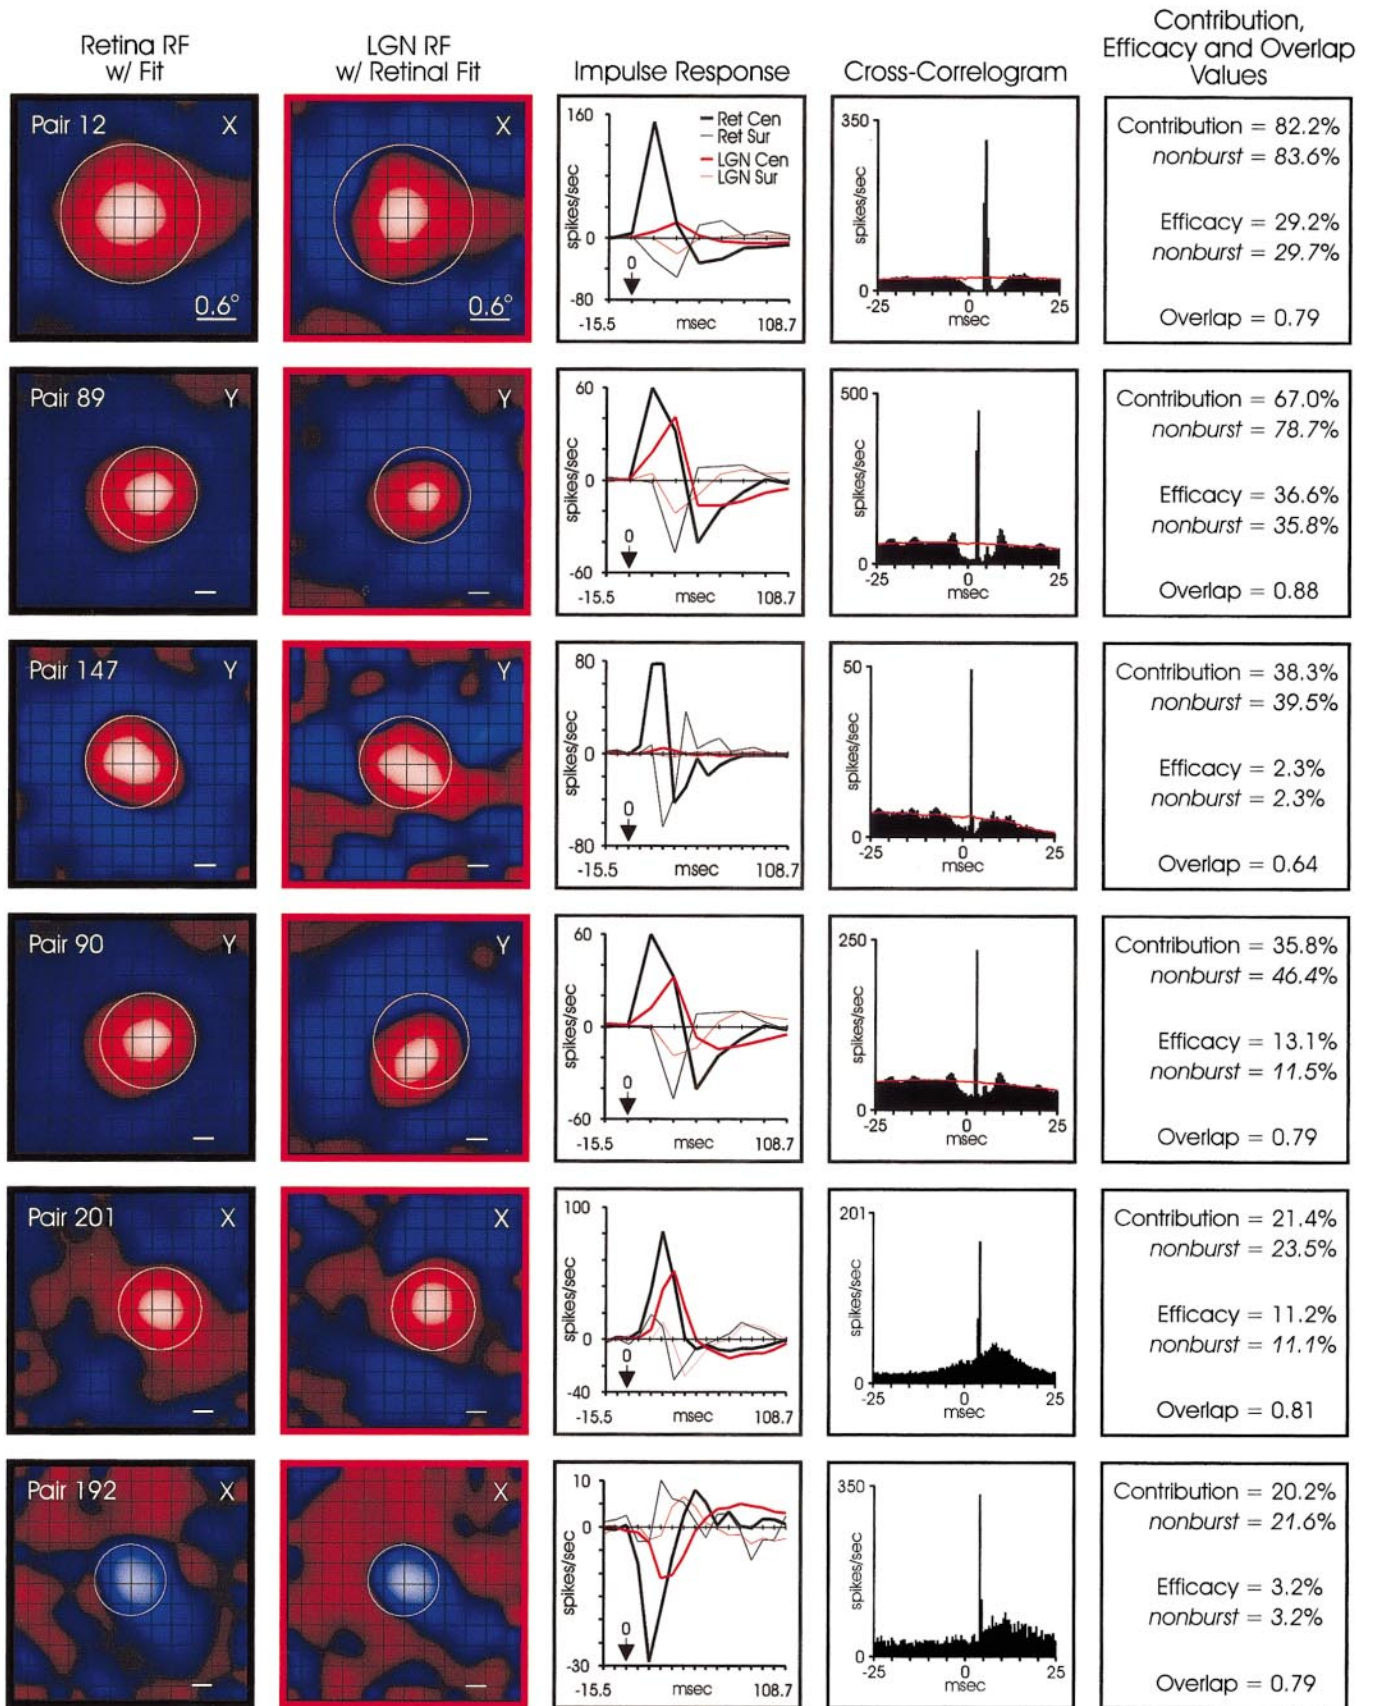 Retina RF
w/ Fit
LGN RF
w/ Retinal Fit
Impulse Response
Cross-Correlogram
Contribution,
Efficacy and Overlap
Values
Pair 12
X
0.6°
X
0.6°
160
0
-80
spikes/sec
Ret Cen
Ret Sur
LGN Cen
LGN Sur
0
-15.5
msec
108.7
350
0
spikes/sec
-25
0
25
msec
Contribution = 82.2%
nonburst = 83.6%
Efficacy = 29.2%
nonburst = 29.7%
Overlap = 0.79
Pair 89
Y
Y
60
0
-60
spikes/sec
0
-15.5
msec
108.7
500
0
spikes/sec
-25
0
25
msec
Contribution = 67.0%
nonburst = 78.7%
Efficacy = 36.6%
nonburst = 35.8%
Overlap = 0.88
Pair 147
Y
Y
80
0
-80
spikes/sec
0
-15.5
msec
108.7
50
0
spikes/sec
-25
0
25
msec
Contribution = 38.3%
nonburst = 39.5%
Efficacy = 2.3%
nonburst = 2.3%
Overlap = 0.64
Pair 90
Y
Y
60
0
-60
spikes/sec
0
-15.5
msec
108.7
250
0
spikes/sec
-25
0
25
msec
Contribution = 35.8%
nonburst = 46.4%
Efficacy = 13.1%
nonburst = 11.5%
Overlap = 0.79
Pair 201
X
X
100
0
-40
spikes/sec
0
-15.5
msec
108.7
201
0
spikes/sec
-25
0
25
msec
Contribution = 21.4%
nonburst = 23.5%
Efficacy = 11.2%
nonburst = 11.1%
Overlap = 0.81
Pair 192
X
X
10
0
-30
spikes/sec
0
-15.5
msec
108.7
350
0
spikes/sec
-25
0
25
msec
Contribution = 20.2%
nonburst = 21.6%
Efficacy = 3.2%
nonburst = 3.2%
Overlap = 0.79